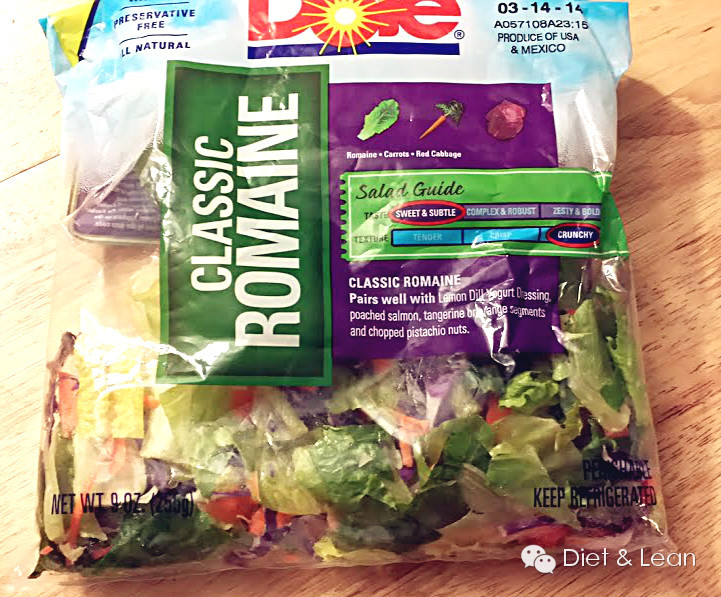 PRESERVATIVE
FREE
ALL NATURAL
Dole
®
03-14-14
A057108A23:15
PRODUCE OF USA
& MEXICO
CLASSIC
ROMAINE
Romaine • Carrots • Red Cabbage
Salad Guide
TASTE SWEET & SUBTLE COMPLEX & ROBUST ZESTY & BOLD
TEXTURE TENDER CRISP CRUNCHY
CLASSIC ROMAINE
Pairs well with Lemon Dill Yogurt Dressing,
poached salmon, tangerine or orange segments
and chopped pistachio nuts.
NET WT. 9 OZ. (255g)
PERISHABLE
KEEP REFRIGERATED
Diet & Lean